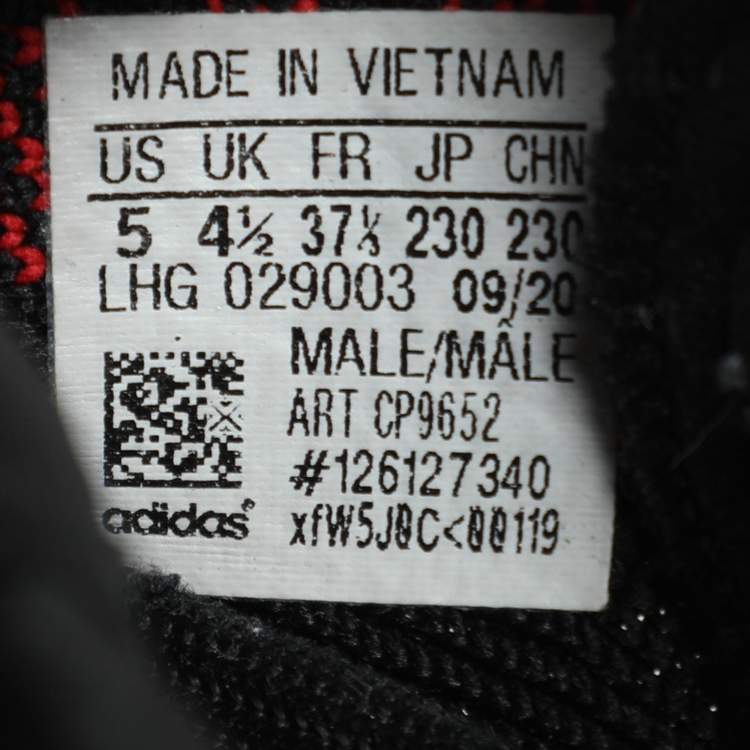 MADE IN VIETNAM
US UK FR JP CHN
5 4½ 37⅓ 230 230
LHG 029003 09/20
MALE/MÂLE
ART CP9652
#126127340
adidas®
xfW5J0C<00119